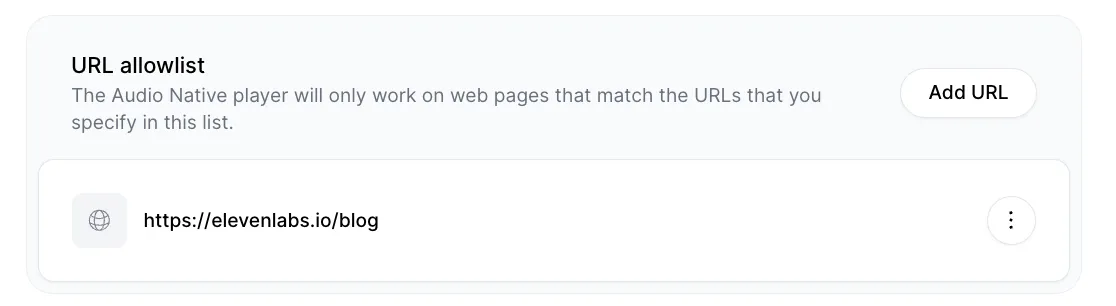 URL allowlist
The Audio Native player will only work on web pages that match the URLs that you
specify in this list.
Add URL
https://elevenlabs.io/blog